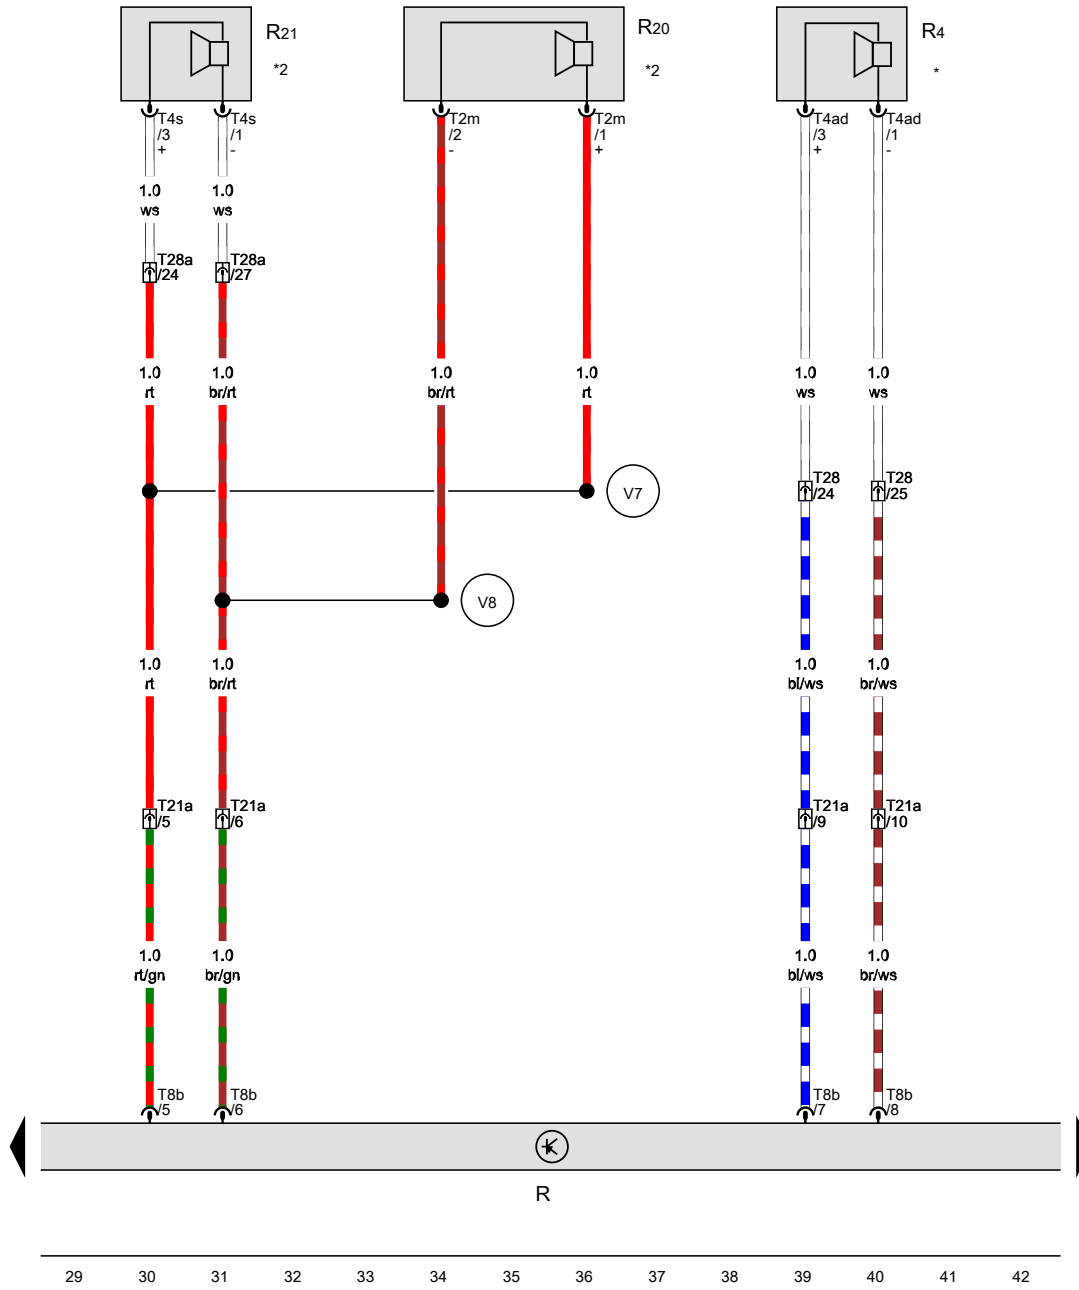 R21
*2
R20
*2
R4
*
T4s
/3
+
T4s
/1
-
T2m
/2
-
T2m
/1
+
T4ad
/3
+
T4ad
/1
-
1.0
ws
1.0
ws
T28a
/24
T28a
/27
1.0
rt
1.0
br/rt
1.0
br/rt
1.0
rt
1.0
ws
1.0
ws
V7
T28
/24
T28
/25
V8
1.0
rt
1.0
br/rt
1.0
bl/ws
1.0
br/ws
T21a
/5
T21a
/6
T21a
/9
T21a
/10
1.0
rt/gn
1.0
br/gn
1.0
bl/ws
1.0
br/ws
T8b
/5
T8b
/6
T8b
/7
T8b
/8
R
29 30 31 32 33 34 35 36 37 38 39 40 41 42